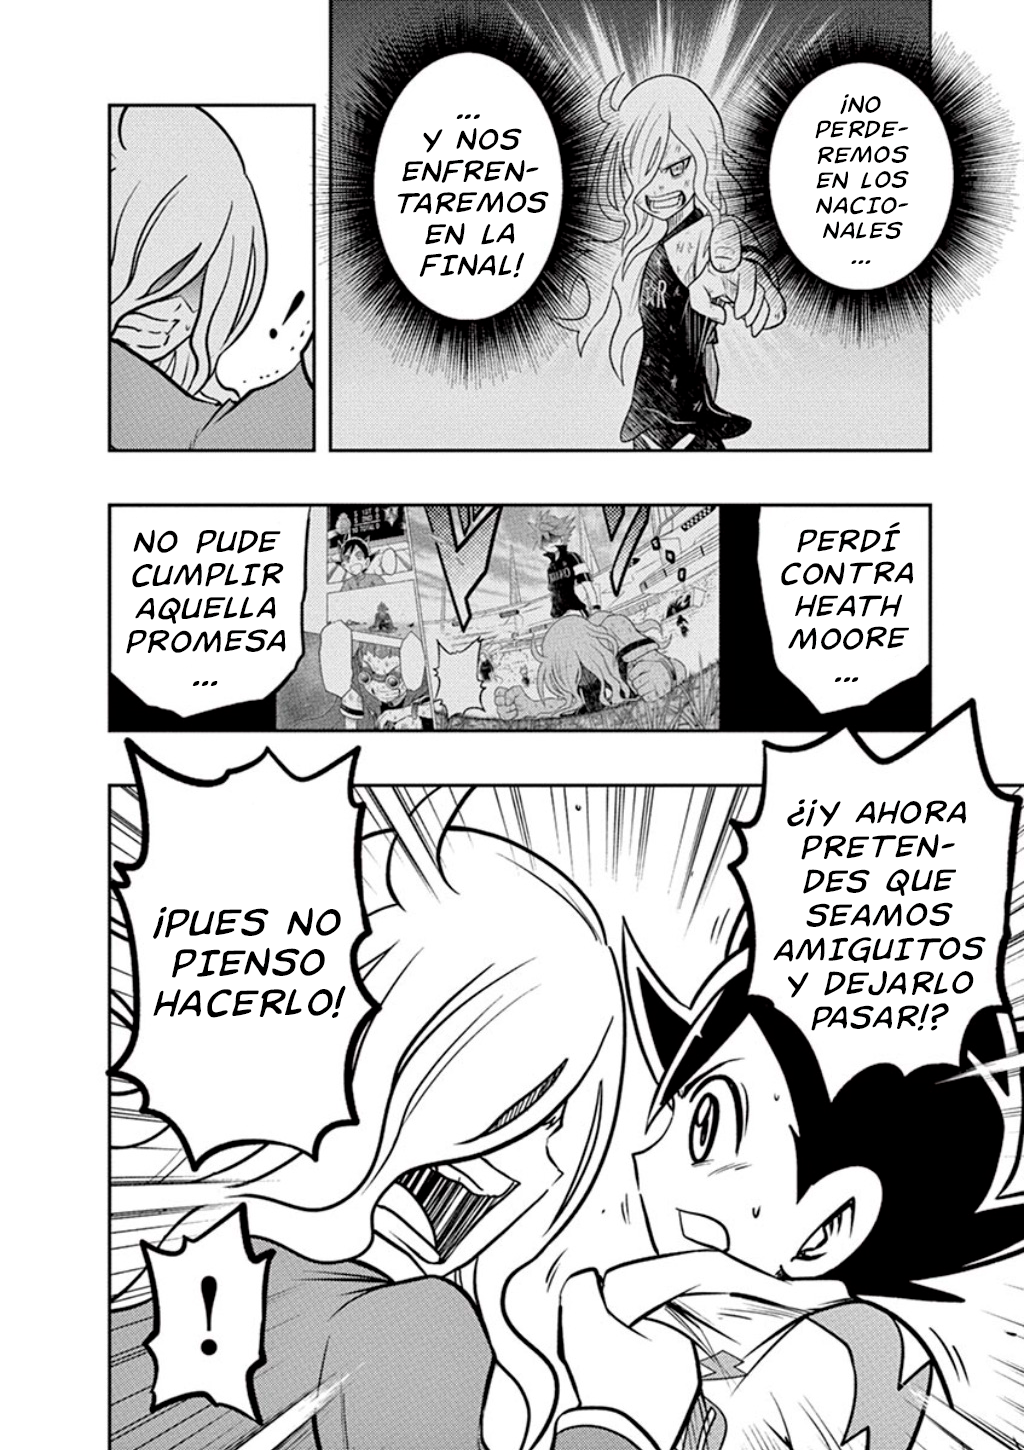 ¡NO
PERDE-
REMOS
EN LOS
NACIO-
NALES
...
...
Y NOS
ENFREN-
TAREMOS
EN LA
FINAL!
!
PERDÍ
CONTRA
HEATH
MOORE
...
NO PUDE
CUMPLIR
AQUELLA
PROMESA
...
¿¡Y AHORA
PRETEN-
DES QUE
SEAMOS
AMIGUITOS
Y DEJARLO
PASAR!?
¡PUES NO
PIENSO
HACERLO!
!